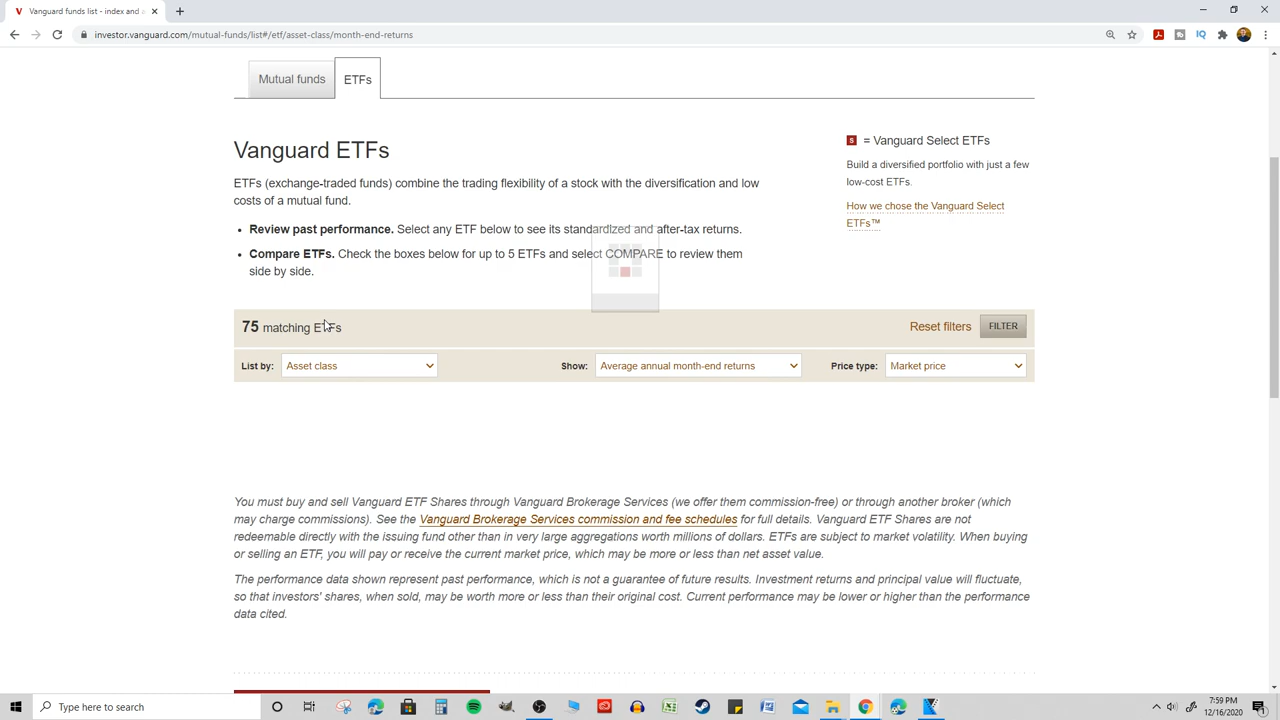 Vanguard funds list - index and a
investor.vanguard.com/mutual-funds/list#/etf/asset-class/month-end-returns
IQ
Mutual funds
ETFs
Vanguard ETFs
ETFs (exchange-traded funds) combine the trading flexibility of a stock with the diversification and low
costs of a mutual fund.
• Review past performance. Select any ETF below to see its standardized and after-tax returns.
• Compare ETFs. Check the boxes below for up to 5 ETFs and select COMPARE to review them
side by side.
S = Vanguard Select ETFs
Build a diversified portfolio with just a few
low-cost ETFs.
How we chose the Vanguard Select
ETFs™
75 matching ETFs
Reset filters
FILTER
List by: Asset class
Show: Average annual month-end returns
Price type: Market price
You must buy and sell Vanguard ETF Shares through Vanguard Brokerage Services (we offer them commission-free) or through another broker (which
may charge commissions). See the Vanguard Brokerage Services commission and fee schedules for full details. Vanguard ETF Shares are not
redeemable directly with the issuing fund other than in very large aggregations worth millions of dollars. ETFs are subject to market volatility. When buying
or selling an ETF, you will pay or receive the current market price, which may be more or less than net asset value.
The performance data shown represent past performance, which is not a guarantee of future results. Investment returns and principal value will fluctuate,
so that investors' shares, when sold, may be worth more or less than their original cost. Current performance may be lower or higher than the performance
data cited.
Type here to search
7:59 PM
12/16/2020